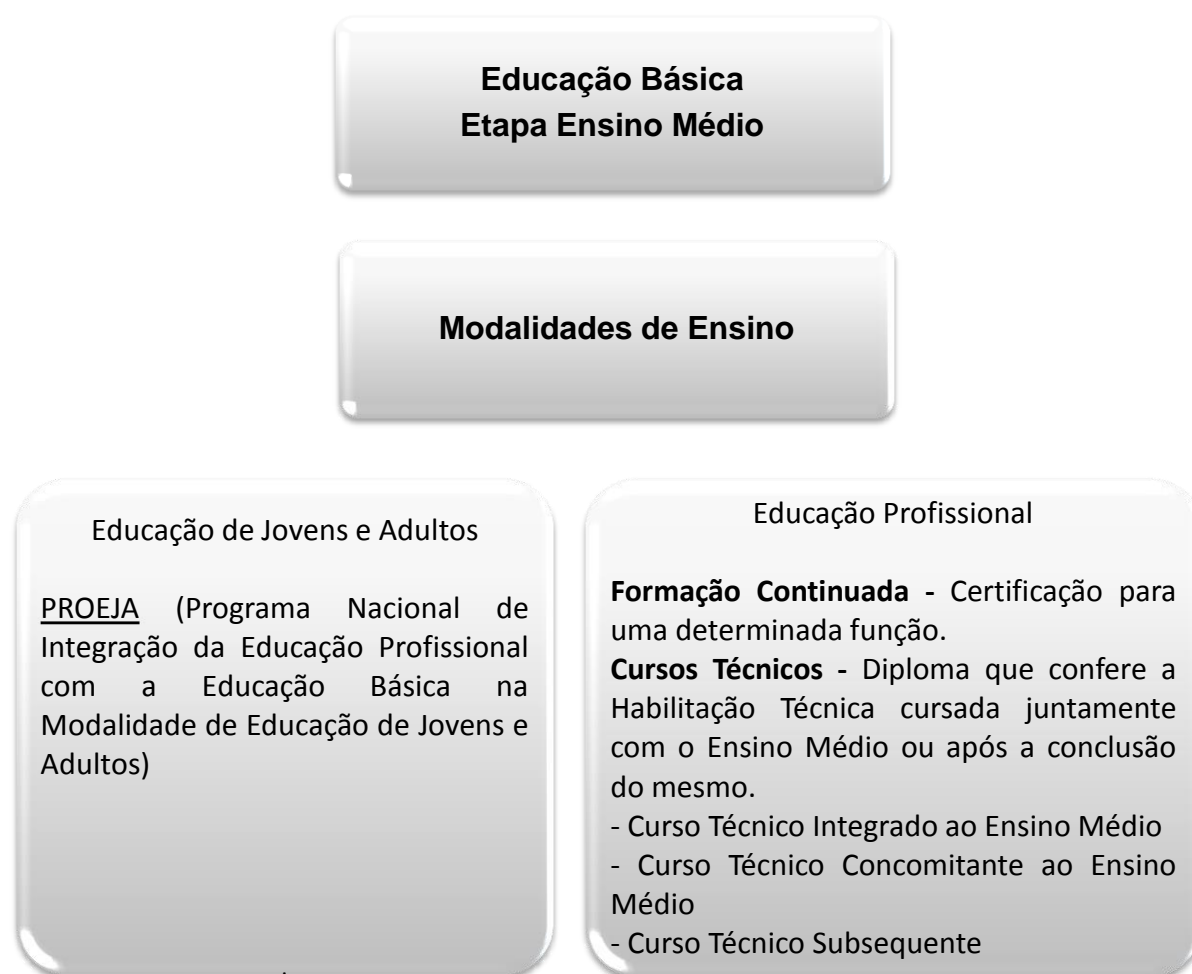 Educação Básica
Etapa Ensino Médio
Modalidades de Ensino
Educação de Jovens e Adultos
PROEJA (Programa Nacional de
Integração da Educação Profissional
com a Educação Básica na
Modalidade de Educação de Jovens e
Adultos)
Educação Profissional
Formação Continuada - Certificação para
uma determinada função.
Cursos Técnicos - Diploma que confere a
Habilitação Técnica cursada juntamente
com o Ensino Médio ou após a conclusão
do mesmo.
- Curso Técnico Integrado ao Ensino Médio
- Curso Técnico Concomitante ao Ensino
Médio
- Curso Técnico Subsequente